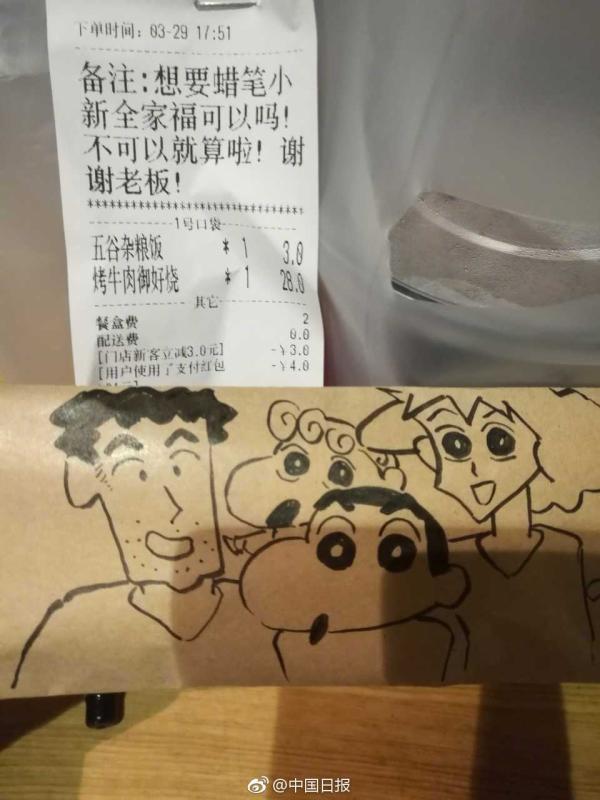 下单时间：03-29 17:51
备注：想要蜡笔小
新全家福可以吗！
不可以就算啦！谢
谢老板！
********************************
1号口袋
五谷杂粮饭 * 1 3.0
烤牛肉御好烧 * 1 28.0
其它
餐盒费 2
配送费 0.0
[门店新客立减3.0元] -￥3.0
[用户使用了支付红包 -￥4.0
@中国日报